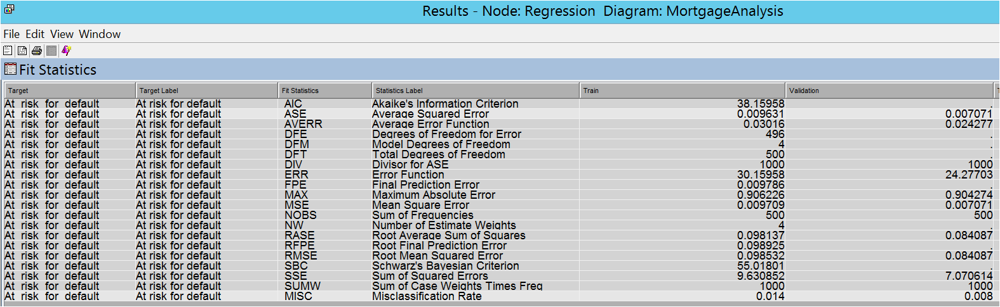 Results - Node: Regression Diagram: MortgageAnalysis
File Edit View Window
Fit Statistics
Target Target Label Fit Statistics Statistics Label Train Validation T
At risk for default At risk for default AIC Akaike's Information Criterion 38.15958 .
At risk for default At risk for default ASE Average Squared Error 0.009631 0.007071
At risk for default At risk for default AVERR Average Error Function 0.03016 0.024277
At risk for default At risk for default DFE Degrees of Freedom for Error 496 .
At risk for default At risk for default DFM Model Degrees of Freedom 4 .
At risk for default At risk for default DFT Total Degrees of Freedom 500 .
At risk for default At risk for default DIV Divisor for ASE 1000 1000
At risk for default At risk for default ERR Error Function 30.15958 24.27703
At risk for default At risk for default FPE Final Prediction Error 0.009786 .
At risk for default At risk for default MAX Maximum Absolute Error 0.906226 0.904274
At risk for default At risk for default MSE Mean Square Error 0.009709 0.007071
At risk for default At risk for default NOBS Sum of Frequencies 500 500
At risk for default At risk for default NW Number of Estimate Weights 4 .
At risk for default At risk for default RASE Root Average Sum of Squares 0.098137 0.084087
At risk for default At risk for default RFPE Root Final Prediction Error 0.098925 .
At risk for default At risk for default RMSE Root Mean Squared Error 0.098532 0.084087
At risk for default At risk for default SBC Schwarz's Bayesian Criterion 55.01801 .
At risk for default At risk for default SSE Sum of Squared Errors 9.630852 7.070614
At risk for default At risk for default SUMW Sum of Case Weights Times Freq 1000 1000
At risk for default At risk for default MISC Misclassification Rate 0.014 0.008